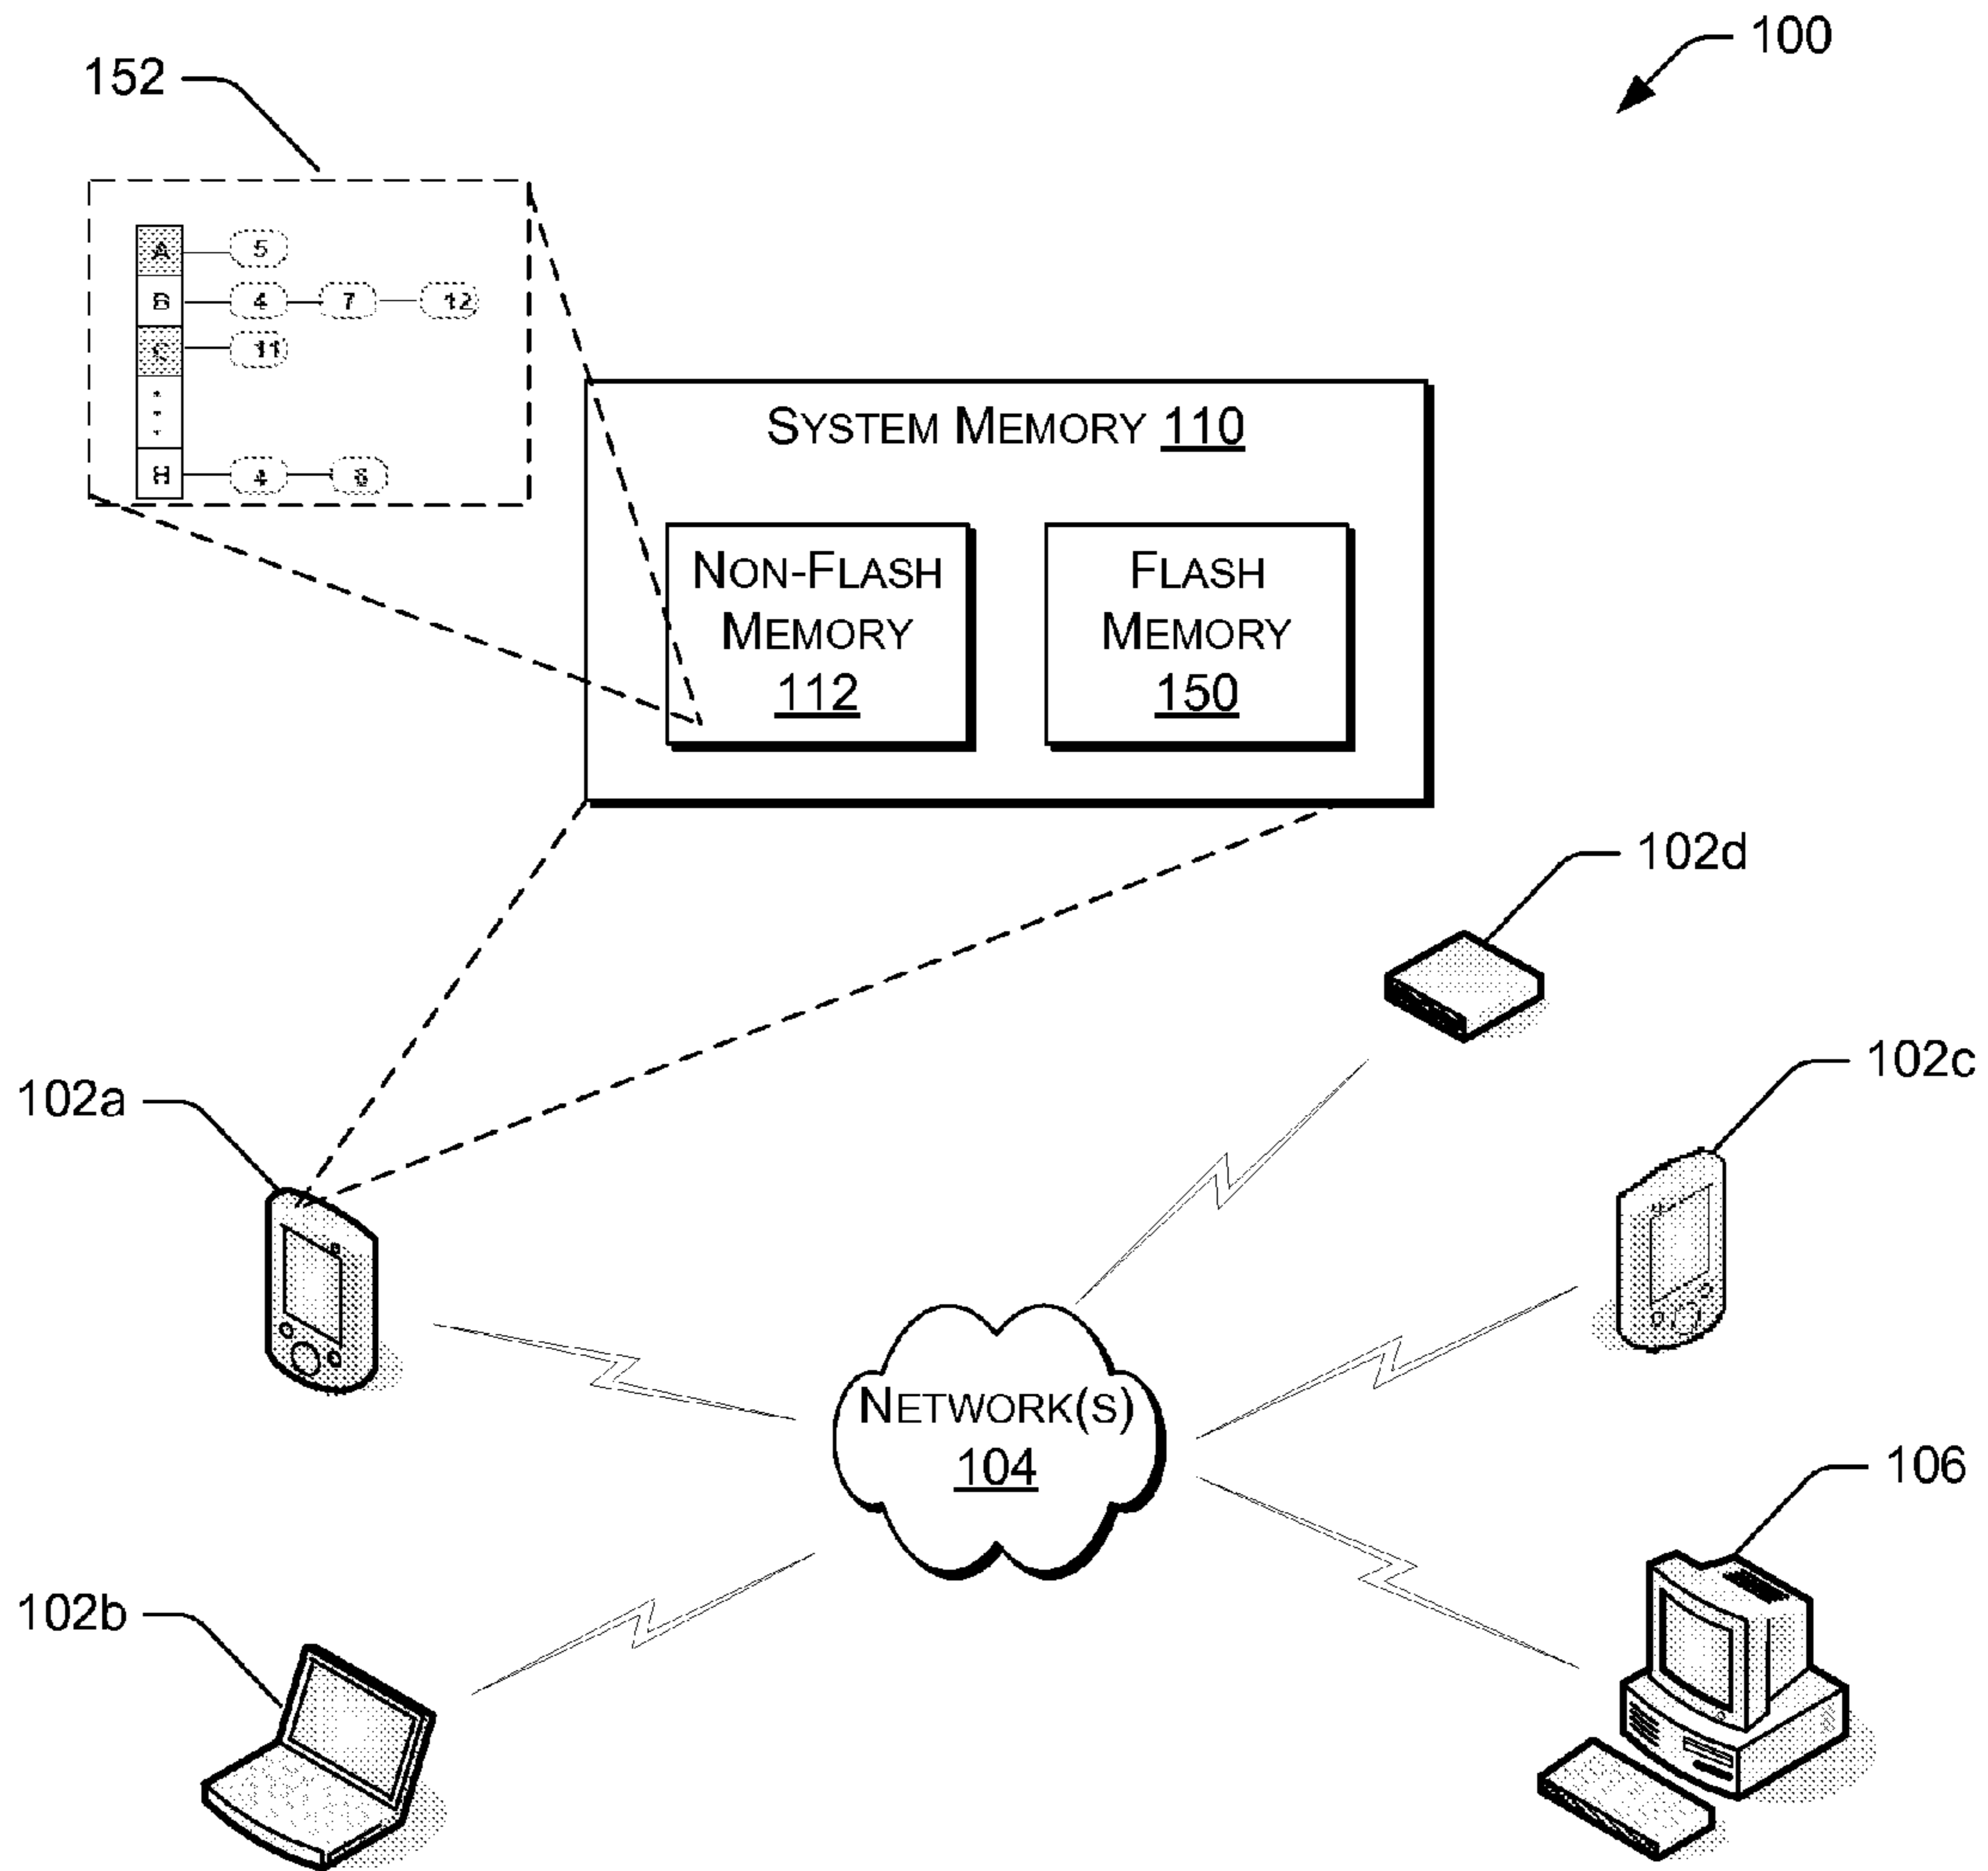 100
152
A 5
B 4 7 12
C 11
H 4 6
SYSTEM MEMORY 110
NON-FLASH MEMORY 112
FLASH MEMORY 150
102d
102c
102a
NETWORK(S)
104
106
102b